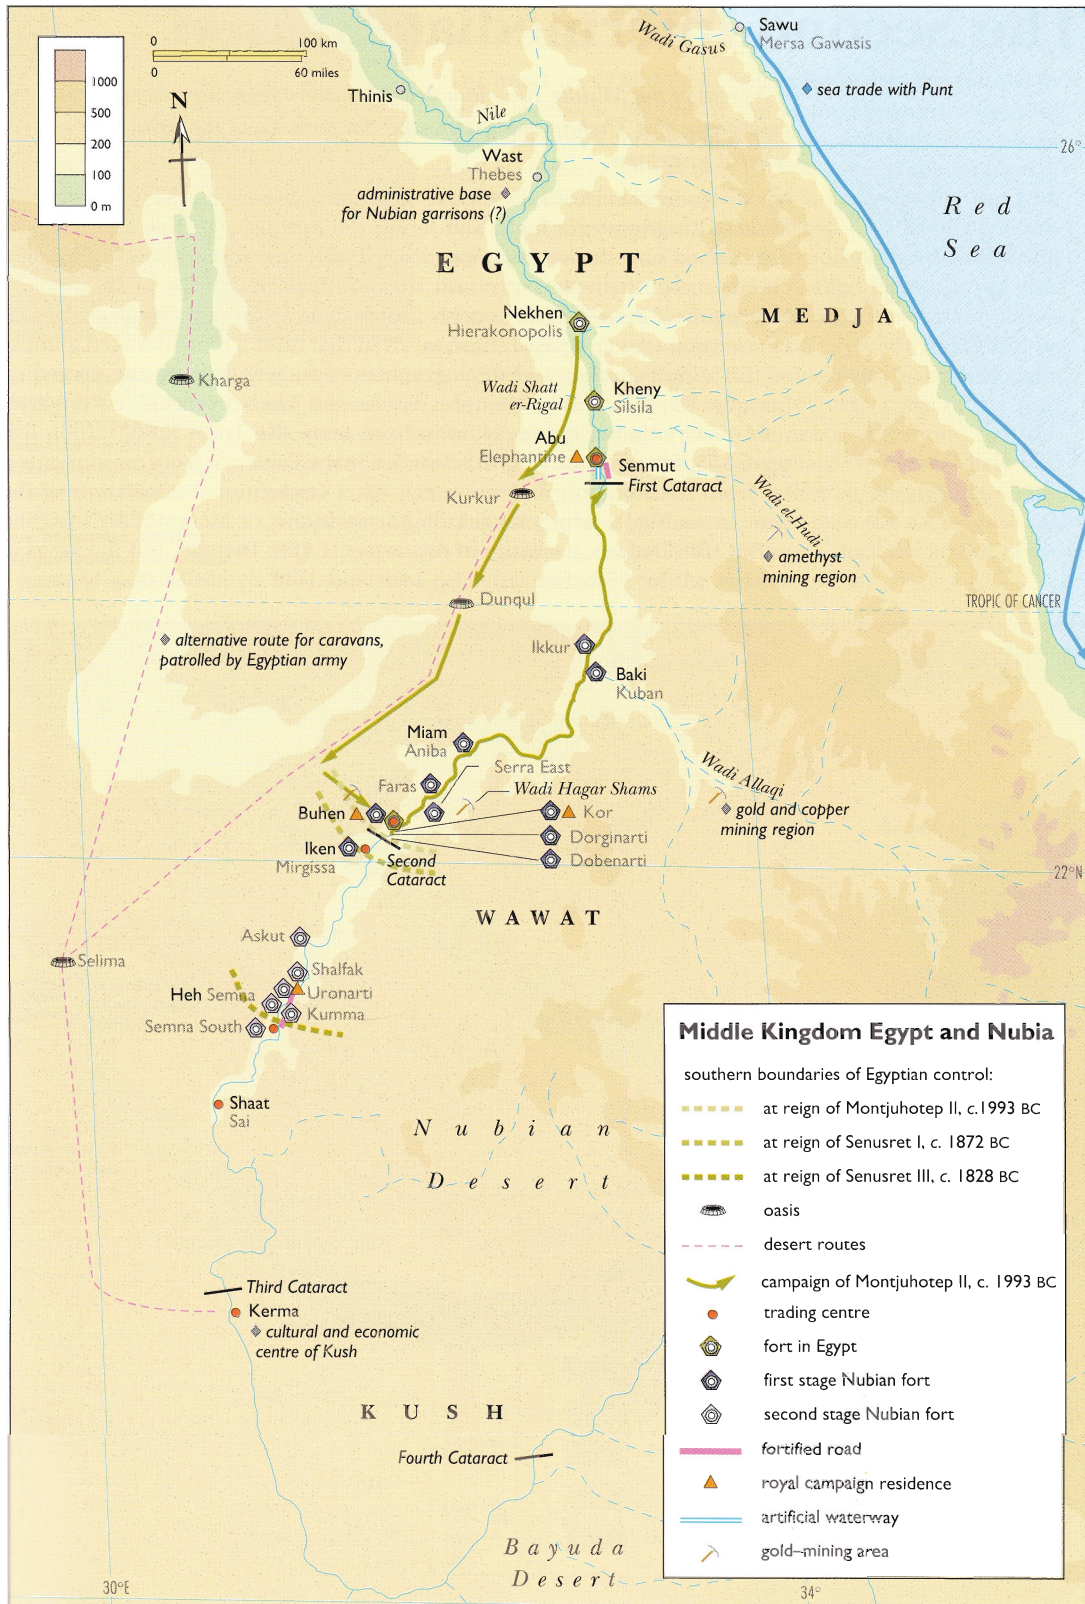 Sawu
Mersa Gawasis
Wadi Gasus
sea trade with Punt
0
100 km
0
60 miles
1000
500
200
100
0 m
N
Thinis
Nile
26°
Wast
Thebes
administrative base
for Nubian garrisons (?)
Red
Sea
EGYPT
MEDJA
Nekhen
Hierakonopolis
Kharga
Wadi Shatt
er-Rigal
Kheny
Silsila
Abu
Elephantine
Senmut
First Cataract
Kurkur
Wadi el-Hudi
amethyst
mining region
TROPIC OF CANCER
Dunqul
alternative route for caravans,
patrolled by Egyptian army
Ikkur
Baki
Kuban
Miam
Aniba
Serra East
Faras
Wadi Hagar Shams
Wadi Allaqi
gold and copper
mining region
Buhen
Kor
Dorginarti
Dobenarti
Iken
Mirgissa
Second
Cataract
22°N
WAWAT
Askut
Selima
Shalfak
Heh Semna
Uronarti
Kumma
Semna South
Shaat
Sai
Nubian
Desert
Third Cataract
Kerma
cultural and economic
centre of Kush
KUSH
Fourth Cataract
Bayuda
Desert
30°E
34°
Middle Kingdom Egypt and Nubia
southern boundaries of Egyptian control:
at reign of Montjuhotep II, c.1993 BC
at reign of Senusret I, c. 1872 BC
at reign of Senusret III, c. 1828 BC
oasis
desert routes
campaign of Montjuhotep II, c. 1993 BC
trading centre
fort in Egypt
first stage Nubian fort
second stage Nubian fort
fortified road
royal campaign residence
artificial waterway
gold-mining area